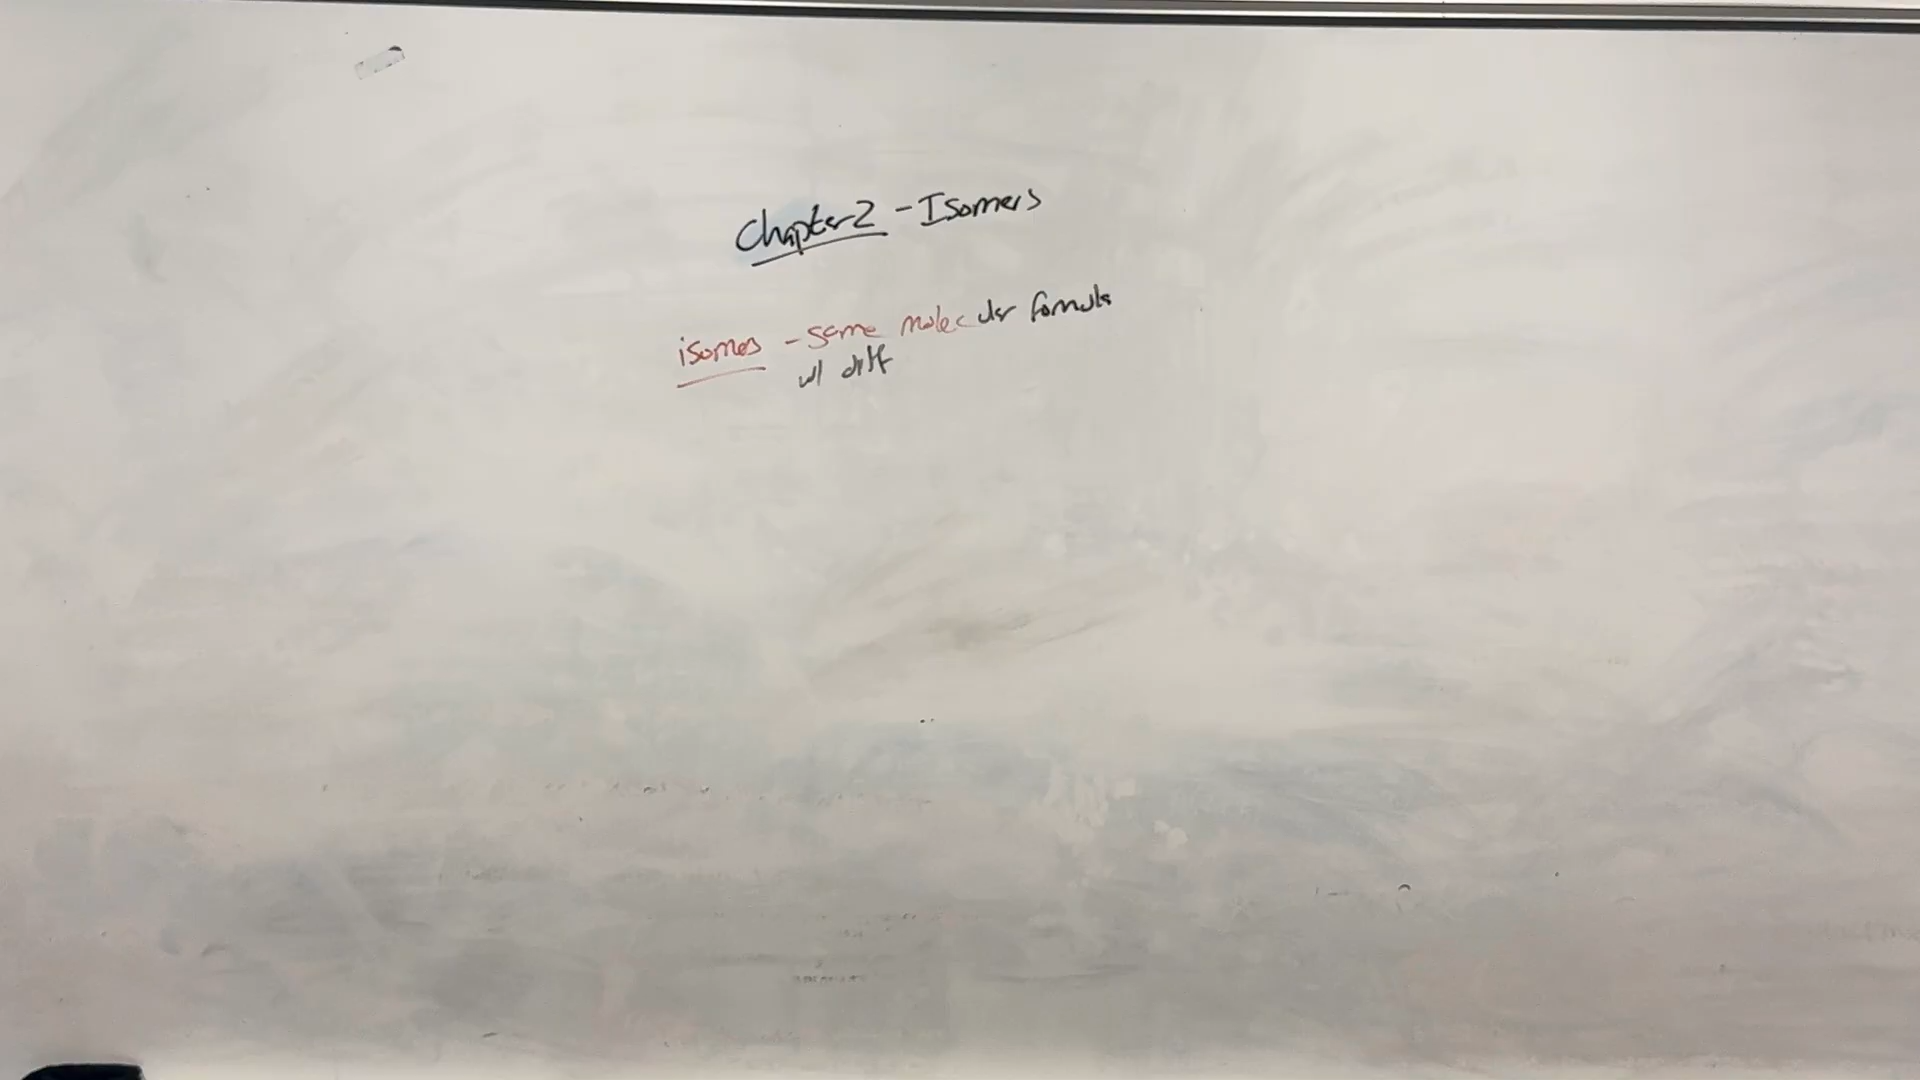 Chapter 2 - Isomers
isomers - same molecular formula
w/ diff